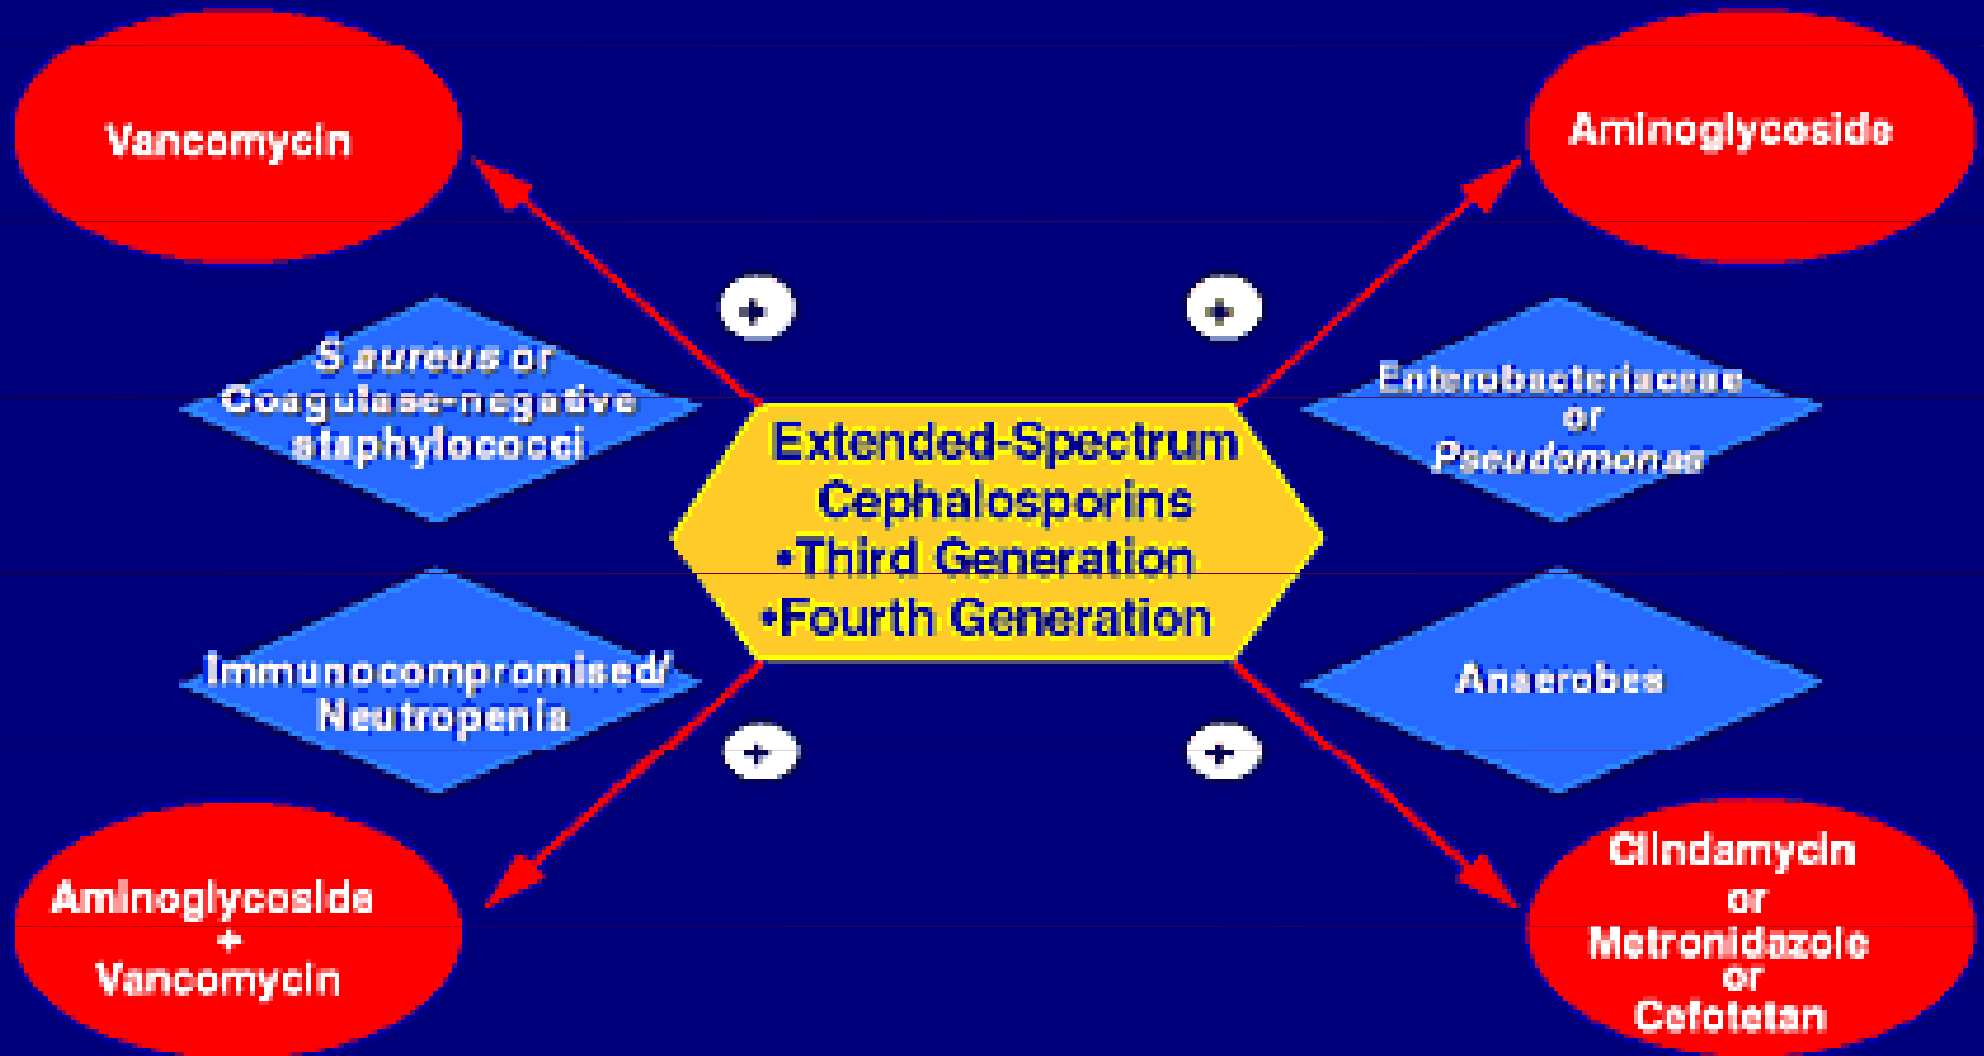 Vancomycin
Aminoglycoside
+
+
S aureus or
Coagulase-negative
staphylococci
Enterobacteriaceae
or
Pseudomonas
Extended-Spectrum
Cephalosporins
•Third Generation
•Fourth Generation
Immunocompromised/
Neutropenia
Anaerobes
+
+
Aminoglycoside
+
Vancomycin
Clindamycin
or
Metronidazole
or
Cefotetan